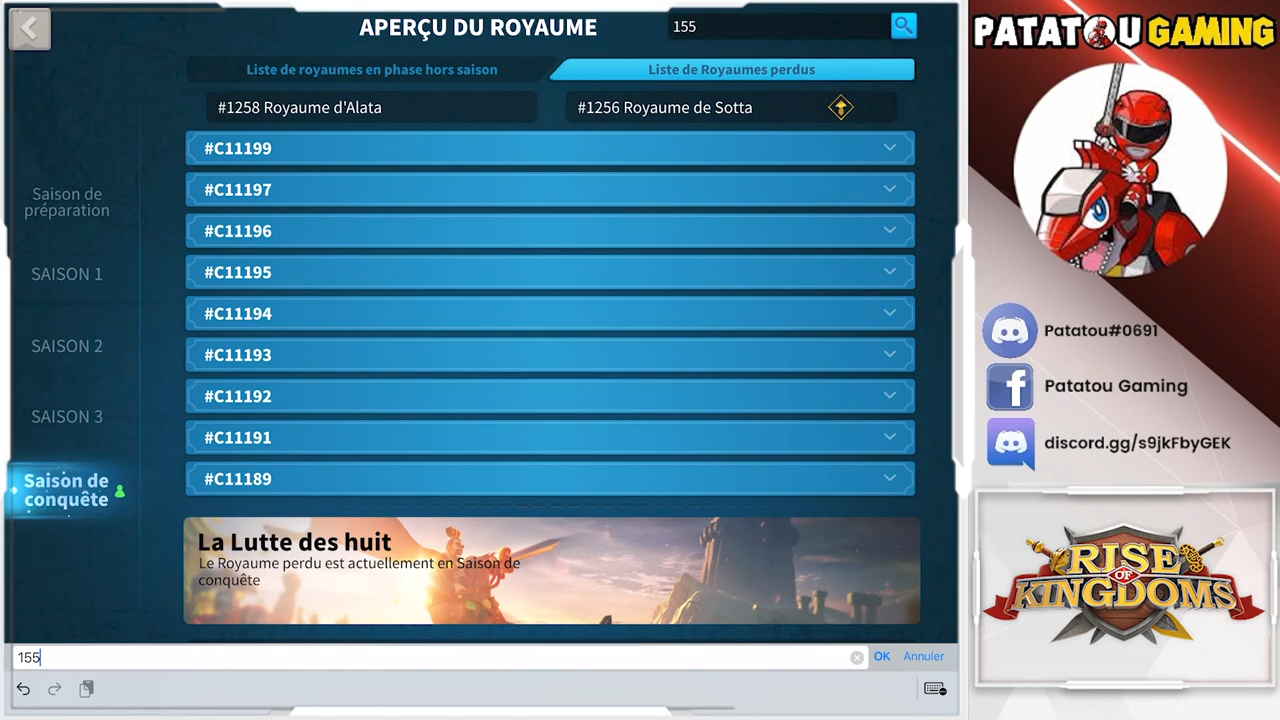 APERÇU DU ROYAUME
155
Liste de royaumes en phase hors saison
Liste de Royaumes perdus
#1258 Royaume d'Alata
#1256 Royaume de Sotta
#C11199
#C11197
#C11196
#C11195
#C11194
#C11193
#C11192
#C11191
#C11189
Saison de
préparation
SAISON 1
SAISON 2
SAISON 3
Saison de
conquête
La Lutte des huit
Le Royaume perdu est actuellement en Saison de
conquête
155
OK
Annuler
PATATOU GAMING
Patatou#0691
Patatou Gaming
discord.gg/s9jkFbyGEK
RISE
OF
KINGDOMS